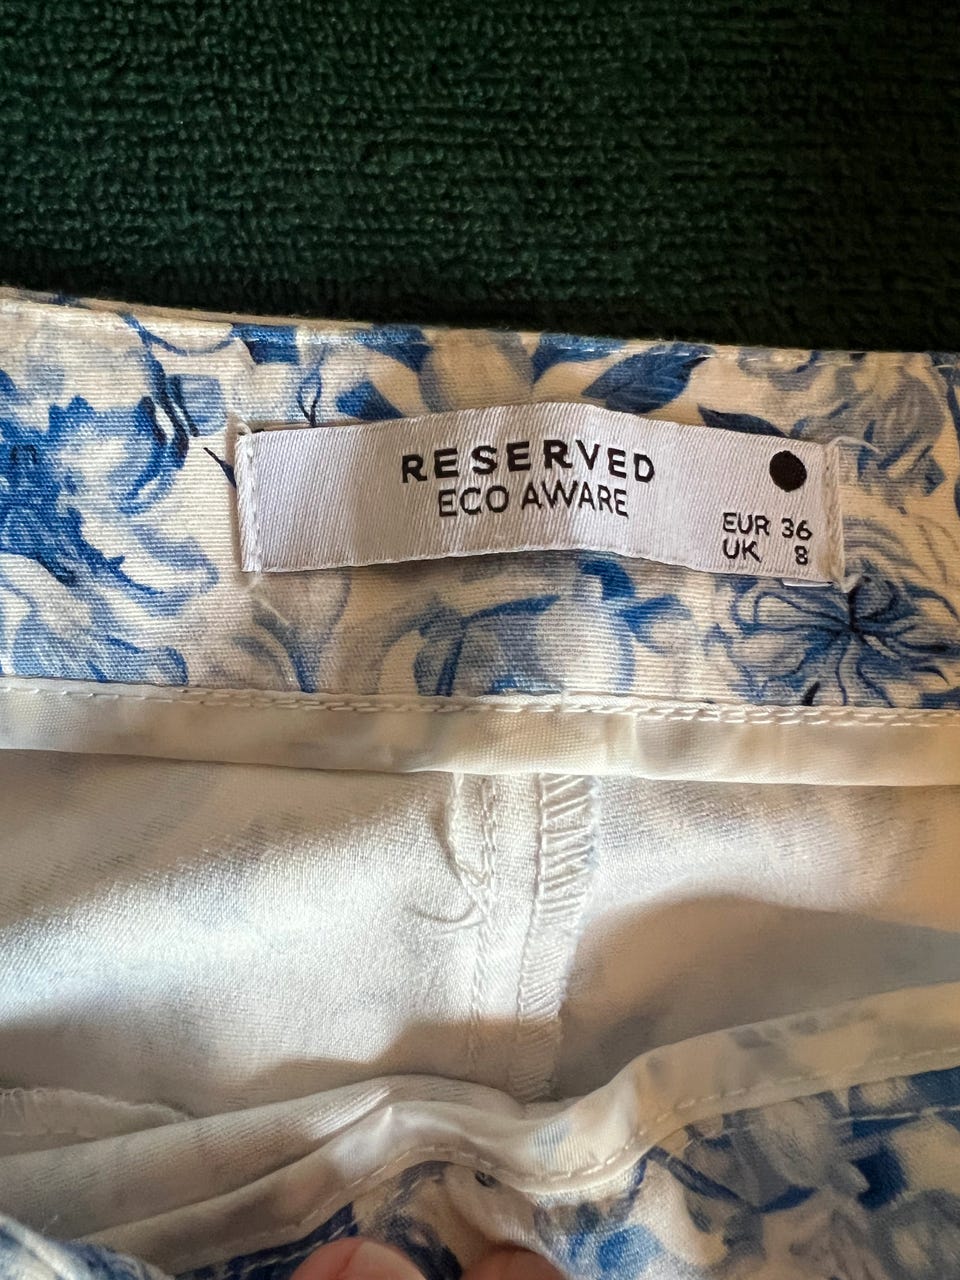 RESERVED
ECO AWARE
EUR 36
UK 8